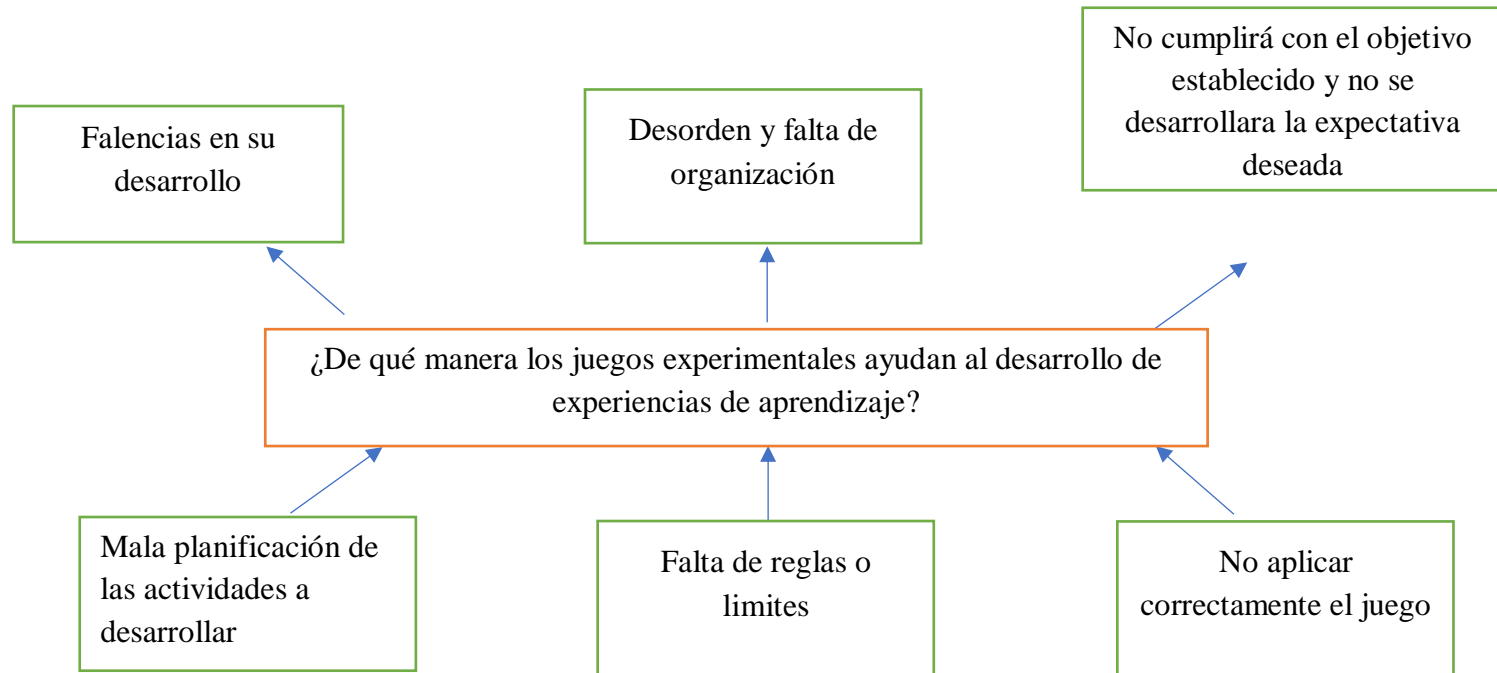 Falencias en su
desarrollo
Desorden y falta de
organización
No cumplirá con el objetivo
establecido y no se
desarrollara la expectativa
deseada
¿De qué manera los juegos experimentales ayudan al desarrollo de
experiencias de aprendizaje?
Mala planificación de
las actividades a
desarrollar
Falta de reglas o
limites
No aplicar
correctamente el juego